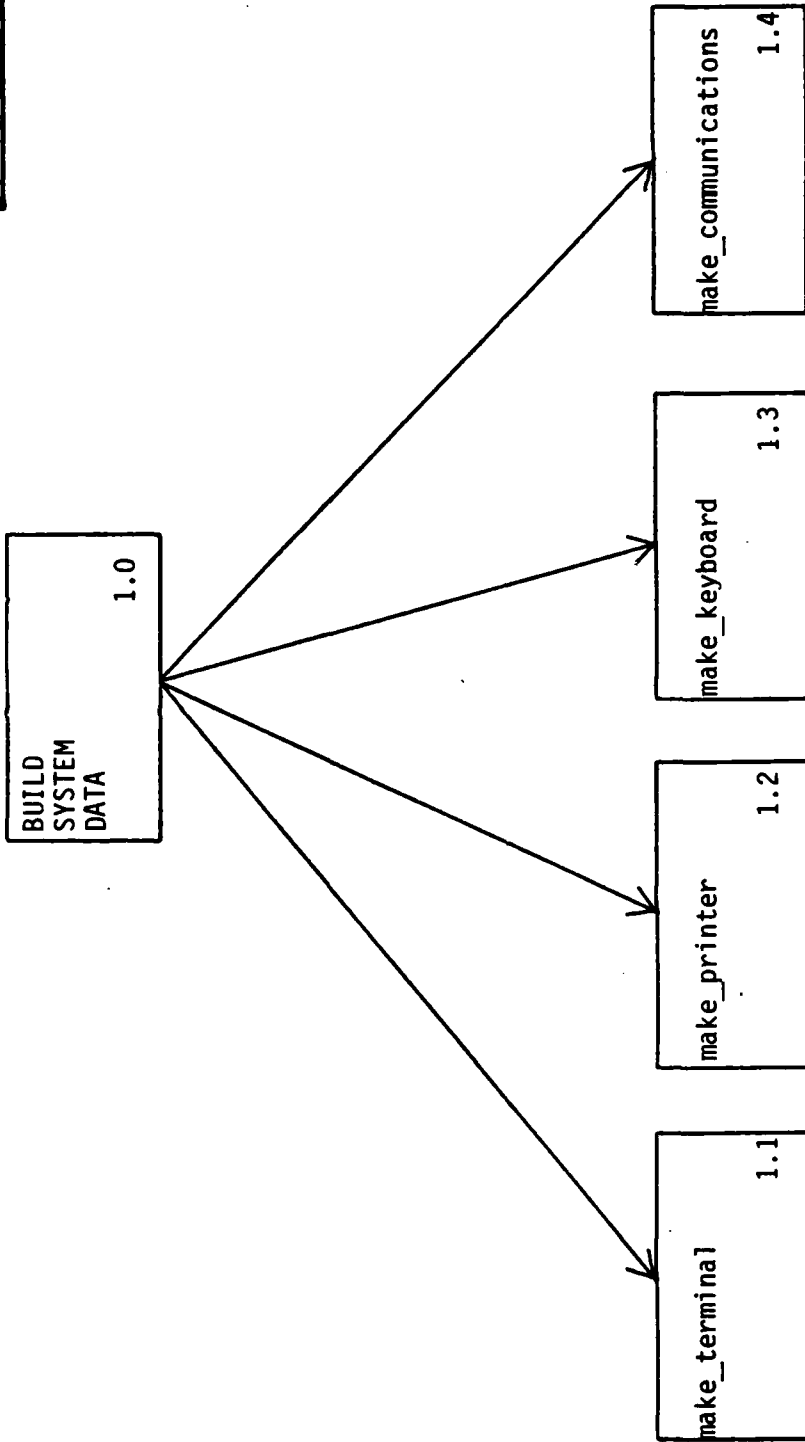 BUILD
SYSTEM
DATA
1.0
make_terminal
1.1
make_printer
1.2
make_keyboard
1.3
make_communications
1.4